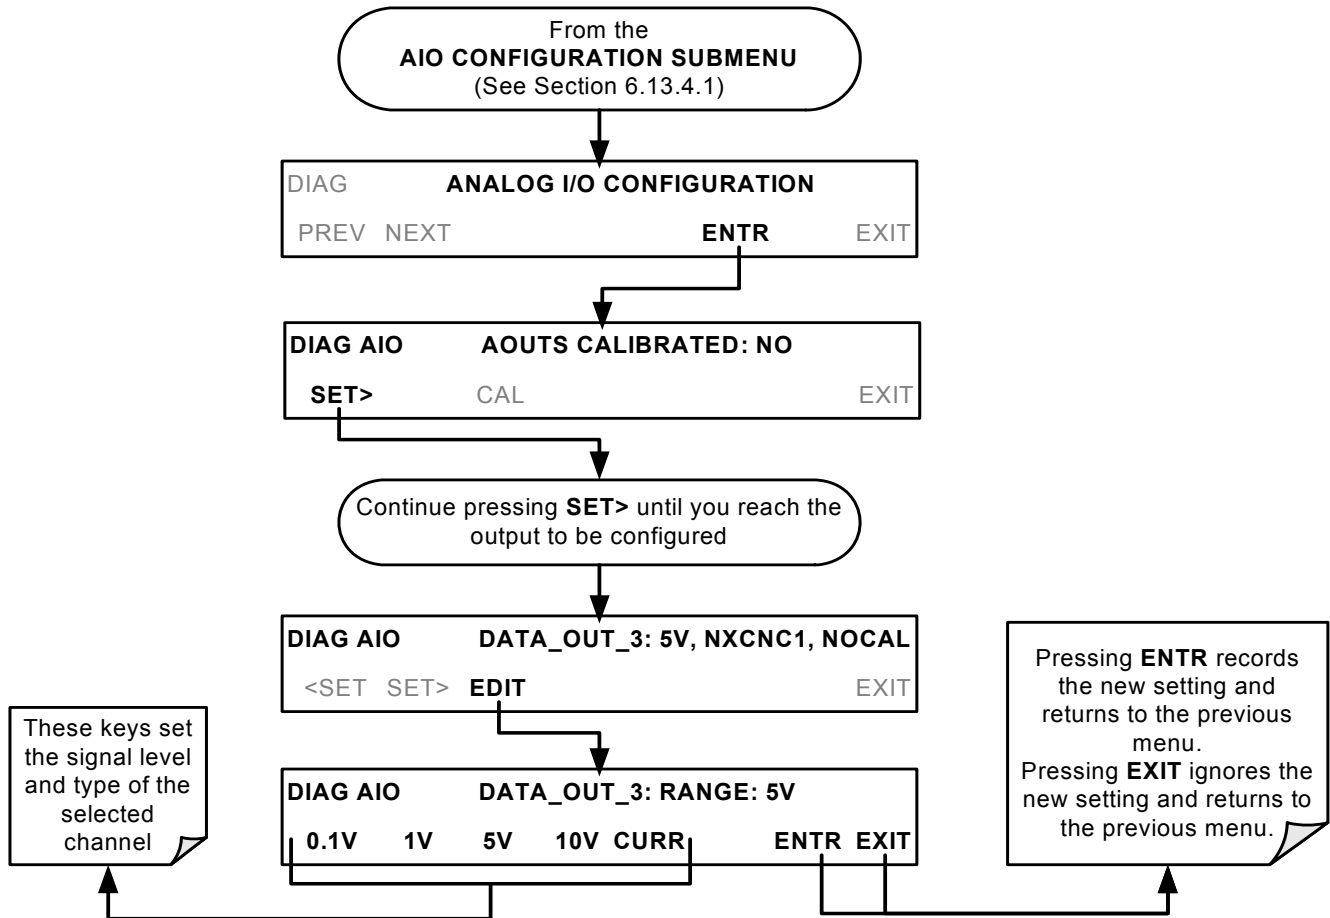 From the
AIO CONFIGURATION SUBMENU
(See Section 6.13.4.1)
DIAG ANALOG I/O CONFIGURATION
PREV NEXT ENTR EXIT
DIAG AIO AOUTS CALIBRATED: NO
SET> CAL EXIT
Continue pressing SET> until you reach the
output to be configured
DIAG AIO DATA_OUT_3: 5V, NXCNC1, NOCAL
<SET SET> EDIT EXIT
These keys set
the signal level
and type of the
selected
channel
DIAG AIO DATA_OUT_3: RANGE: 5V
0.1V 1V 5V 10V CURR ENTR EXIT
Pressing ENTR records
the new setting and
returns to the previous
menu.
Pressing EXIT ignores the
new setting and returns to
the previous menu.